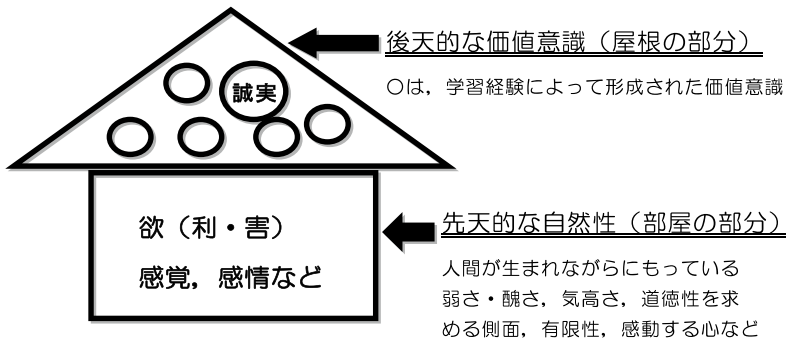 後天的な価値意識（屋根の部分）
〇は，学習経験によって形成された価値意識
誠実
欲（利・害）
感覚，感情など
先天的な自然性（部屋の部分）
人間が生まれながらにもっている
弱さ・醜さ，気高さ，道徳性を求
める側面，有限性，感動する心など